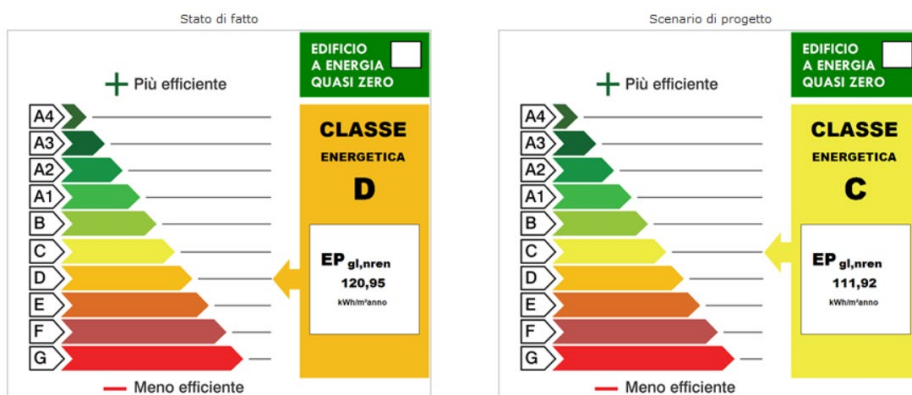 Stato di fatto
EDIFICIO
A ENERGIA
QUASI ZERO
Più efficiente
A4
A3
A2
A1
B
C
D
E
F
G
Meno efficiente
CLASSE
ENERGETICA
D
EP gl,nren
120,95
kWh/m²anno
Scenario di progetto
EDIFICIO
A ENERGIA
QUASI ZERO
Più efficiente
A4
A3
A2
A1
B
C
D
E
F
G
Meno efficiente
CLASSE
ENERGETICA
C
EP gl,nren
111,92
kWh/m²anno